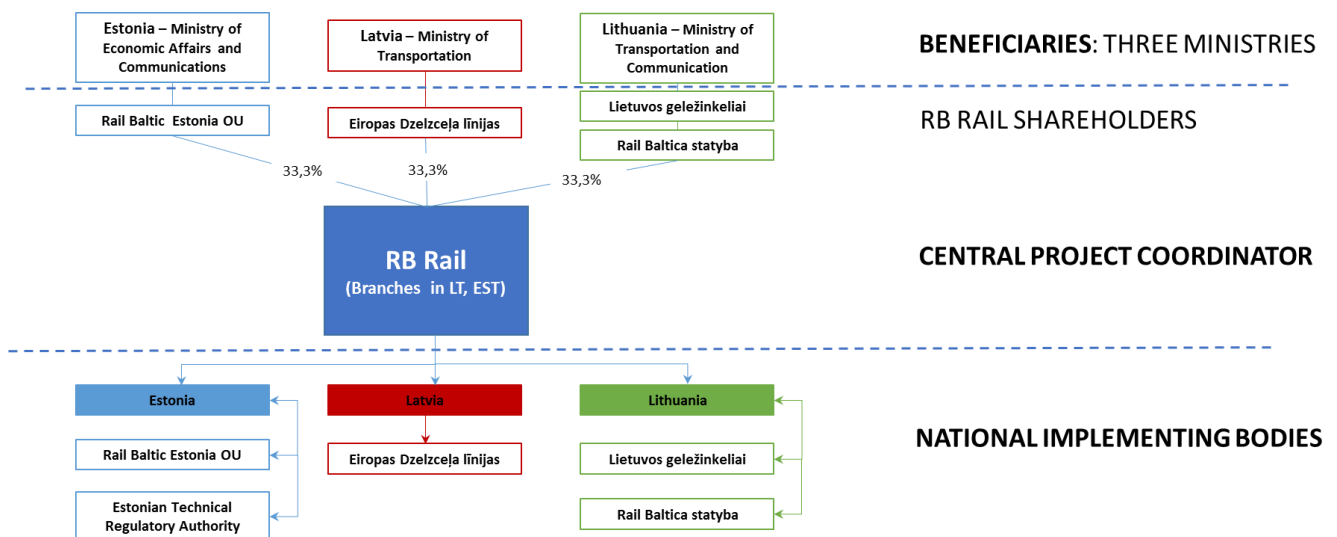 Estonia – Ministry of
Economic Affairs and
Communications
Latvia – Ministry of
Transportation
Lithuania – Ministry of
Transportation and
Communication
BENEFICIARIES: THREE MINISTRIES
Rail Baltic Estonia OU
Eiropas Dzelzceļa līnijas
Lietuvos geležinkeliai
Rail Baltica statyba
RB RAIL SHAREHOLDERS
33,3%
33,3%
33,3%
RB Rail
(Branches in LT, EST)
CENTRAL PROJECT COORDINATOR
Estonia
Latvia
Lithuania
NATIONAL IMPLEMENTING BODIES
Rail Baltic Estonia OU
Eiropas Dzelzceļa līnijas
Lietuvos geležinkeliai
Estonian Technical
Regulatory Authority
Rail Baltica statyba